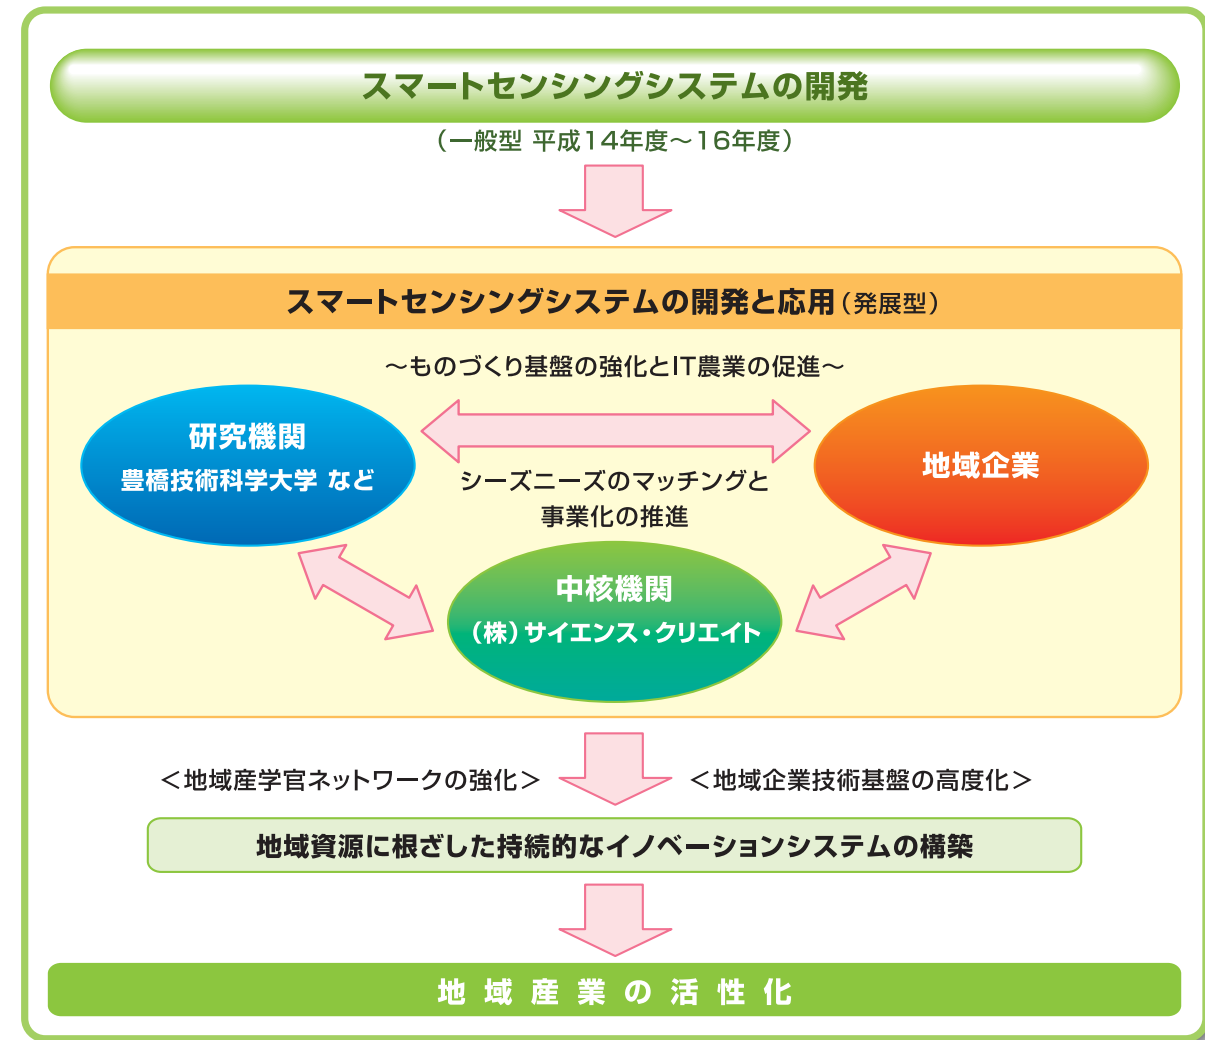 スマートセンシングシステムの開発
（一般型 平成14年度～16年度）
スマートセンシングシステムの開発と応用（発展型）
～ものづくり基盤の強化とIT農業の促進～
研究機関
豊橋技術科学大学 など
地域企業
シーズニーズのマッチングと
事業化の推進
中核機関
（株）サイエンス・クリエイト
＜地域産学官ネットワークの強化＞
＜地域企業技術基盤の高度化＞
地域資源に根ざした持続的なイノベーションシステムの構築
地域産業の活性化